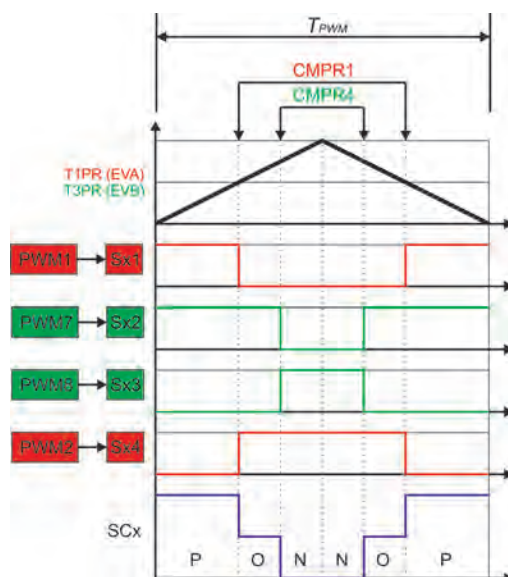 TPWM
CMPR1
CMPR4
T1PR (EVA)
T3PR (EVB)
PWM1 Sx1
PWM7 Sx2
PWM8 Sx3
PWM2 Sx4
SCx
P O N N O P